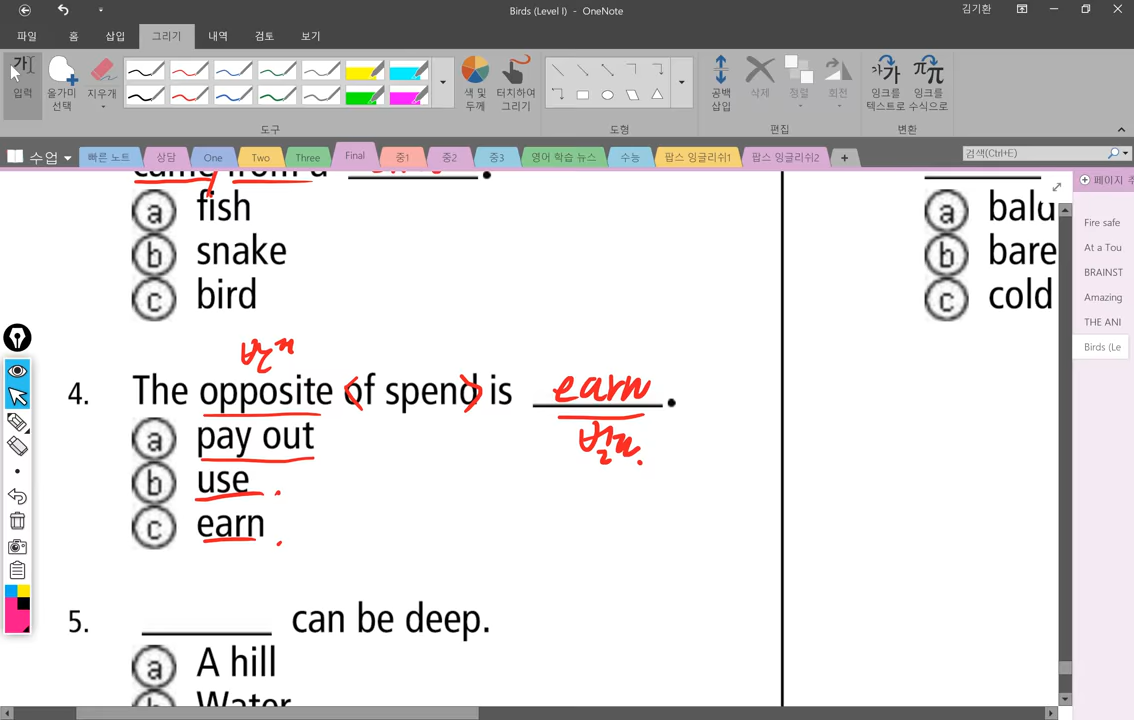 Birds (Level I) - OneNote
김기환
파일 홈 삽입 그리기 내역 검토 보기
입력
올가미 선택
지우개
색 및 두께
터치하여 그리기
공백 삽입
삭제
정렬
회전
잉크를 텍스트로
잉크를 수식으로
도구 도형 편집 변환
수업 빠른 노트 상담 One Two Three Final 중1 중2 중3 영어 학습 뉴스 수능 팝스 잉글리쉬1 팝스 잉글리쉬2 +
검색(Ctrl+E)
페이지 추
Fire safe
At a Tou
BRAINST
Amazing
THE ANI
Birds (Le
came from a
a fish
b snake
c bird
a bald
b bare
c cold
4. The opposite of spend is earn.
a pay out
b use
c earn
5. can be deep.
a A hill
b Water